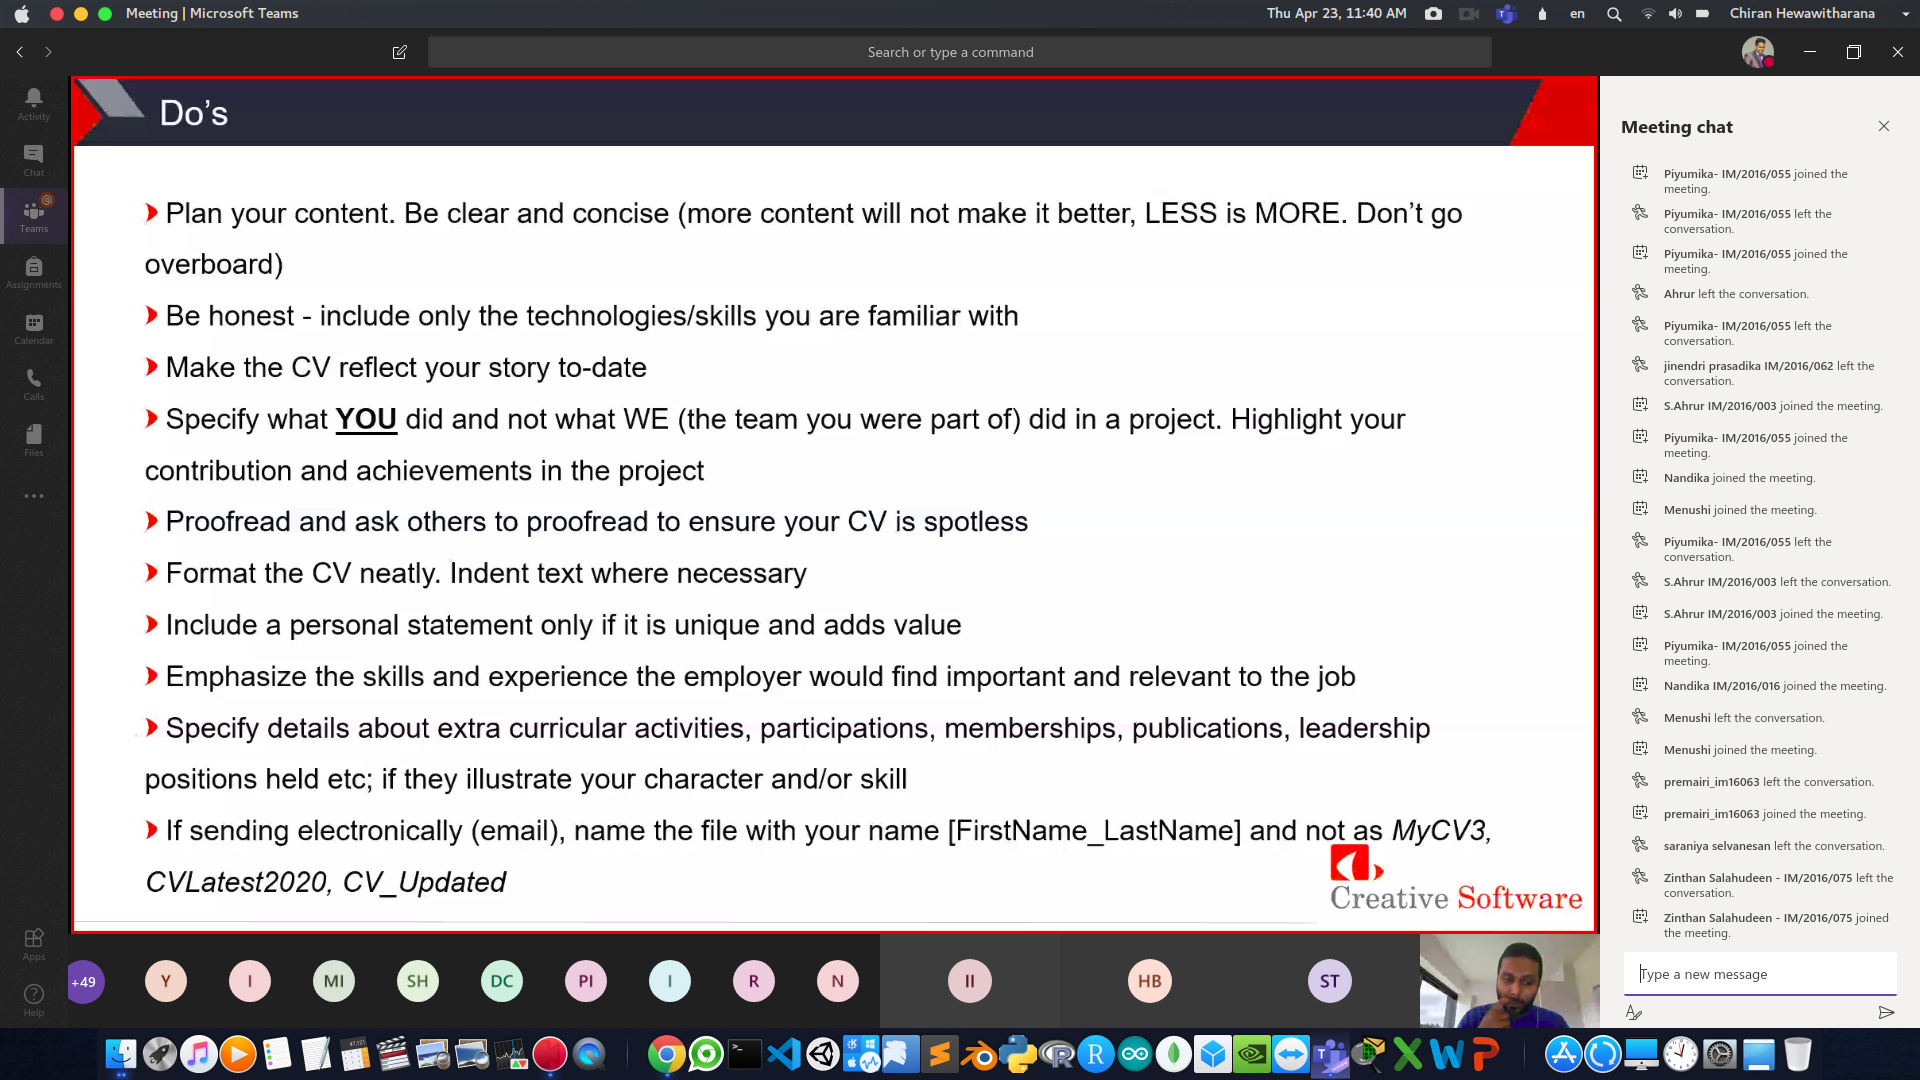 Meeting | Microsoft Teams
Thu Apr 23, 11:40 AM
en
Chiran Hewawitharana
Search or type a command
Activity
Chat
Teams
Assignments
Calendar
Calls
Files
Apps
Help
Do's
Plan your content. Be clear and concise (more content will not make it better, LESS is MORE. Don't go
overboard)
Be honest - include only the technologies/skills you are familiar with
Make the CV reflect your story to-date
Specify what YOU did and not what WE (the team you were part of) did in a project. Highlight your
contribution and achievements in the project
Proofread and ask others to proofread to ensure your CV is spotless
Format the CV neatly. Indent text where necessary
Include a personal statement only if it is unique and adds value
Emphasize the skills and experience the employer would find important and relevant to the job
Specify details about extra curricular activities, participations, memberships, publications, leadership
positions held etc; if they illustrate your character and/or skill
If sending electronically (email), name the file with your name [FirstName_LastName] and not as MyCV3,
CVLatest2020, CV_Updated
Creative Software
+49
Y
I
MI
SH
DC
PI
I
R
N
II
HB
ST
Meeting chat
Piyumika- IM/2016/055 joined the
meeting.
Piyumika- IM/2016/055 left the
conversation.
Piyumika- IM/2016/055 joined the
meeting.
Ahrur left the conversation.
Piyumika- IM/2016/055 left the
conversation.
jinendri prasadika IM/2016/062 left the
conversation.
S.Ahrur IM/2016/003 joined the meeting.
Piyumika- IM/2016/055 joined the
meeting.
Nandika joined the meeting.
Menushi joined the meeting.
Piyumika- IM/2016/055 left the
conversation.
S.Ahrur IM/2016/003 left the conversation.
S.Ahrur IM/2016/003 joined the meeting.
Piyumika- IM/2016/055 joined the
meeting.
Nandika IM/2016/016 joined the meeting.
Menushi left the conversation.
Menushi joined the meeting.
premairi_im16063 left the conversation.
premairi_im16063 joined the meeting.
saraniya selvanesan left the conversation.
Zinthan Salahudeen - IM/2016/075 left the
conversation.
Zinthan Salahudeen - IM/2016/075 joined
the meeting.
Type a new message